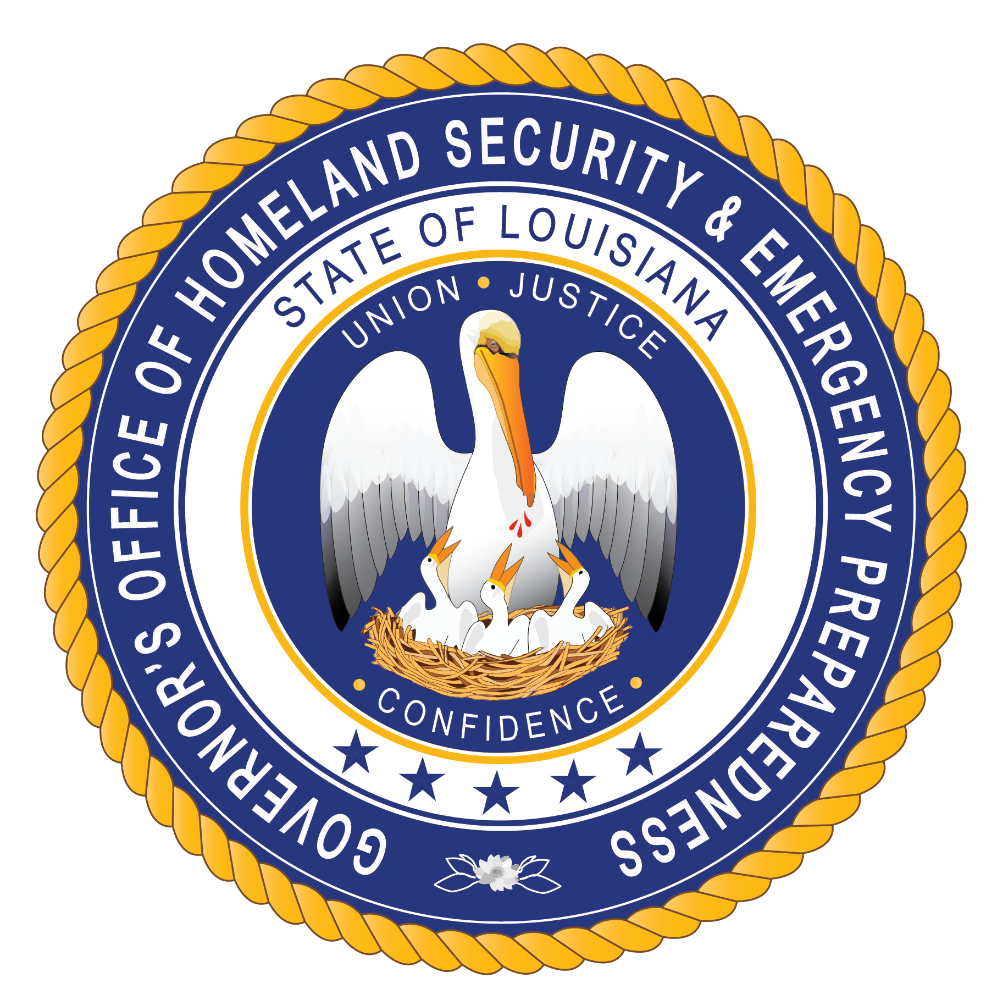 GOVERNOR'S OFFICE OF HOMELAND SECURITY & EMERGENCY PREPAREDNESS
STATE OF LOUISIANA
UNION • JUSTICE
• CONFIDENCE •